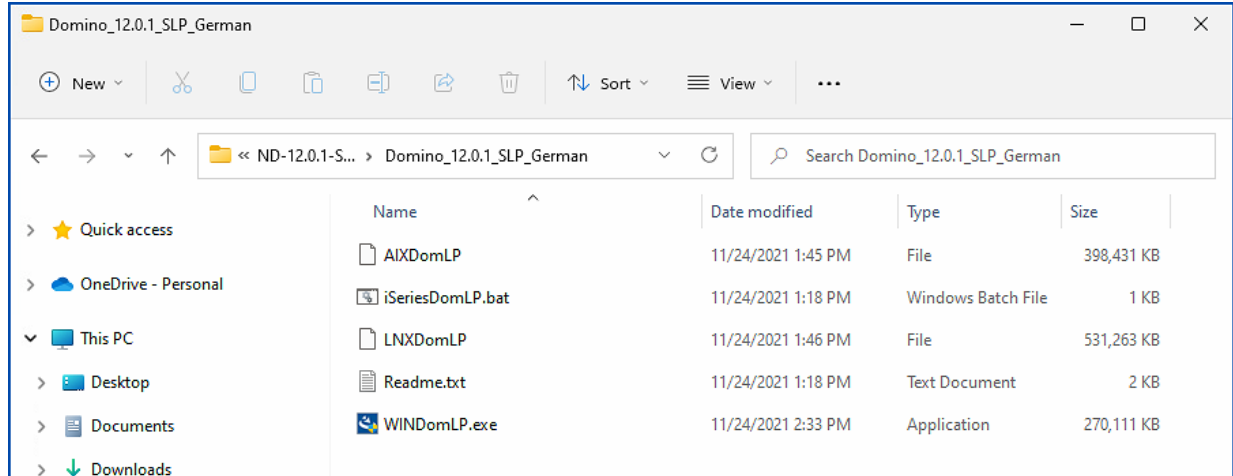 Domino_12.0.1_SLP_German
New Sort View •••
« ND-12.0.1-S... › Domino_12.0.1_SLP_German Search Domino_12.0.1_SLP_German
Quick access
OneDrive - Personal
This PC
Desktop
Documents
Downloads
Name Date modified Type Size
AIXDomLP 11/24/2021 1:45 PM File 398,431 KB
iSeriesDomLP.bat 11/24/2021 1:18 PM Windows Batch File 1 KB
LNXDomLP 11/24/2021 1:46 PM File 531,263 KB
Readme.txt 11/24/2021 1:18 PM Text Document 2 KB
WINDomLP.exe 11/24/2021 2:33 PM Application 270,111 KB